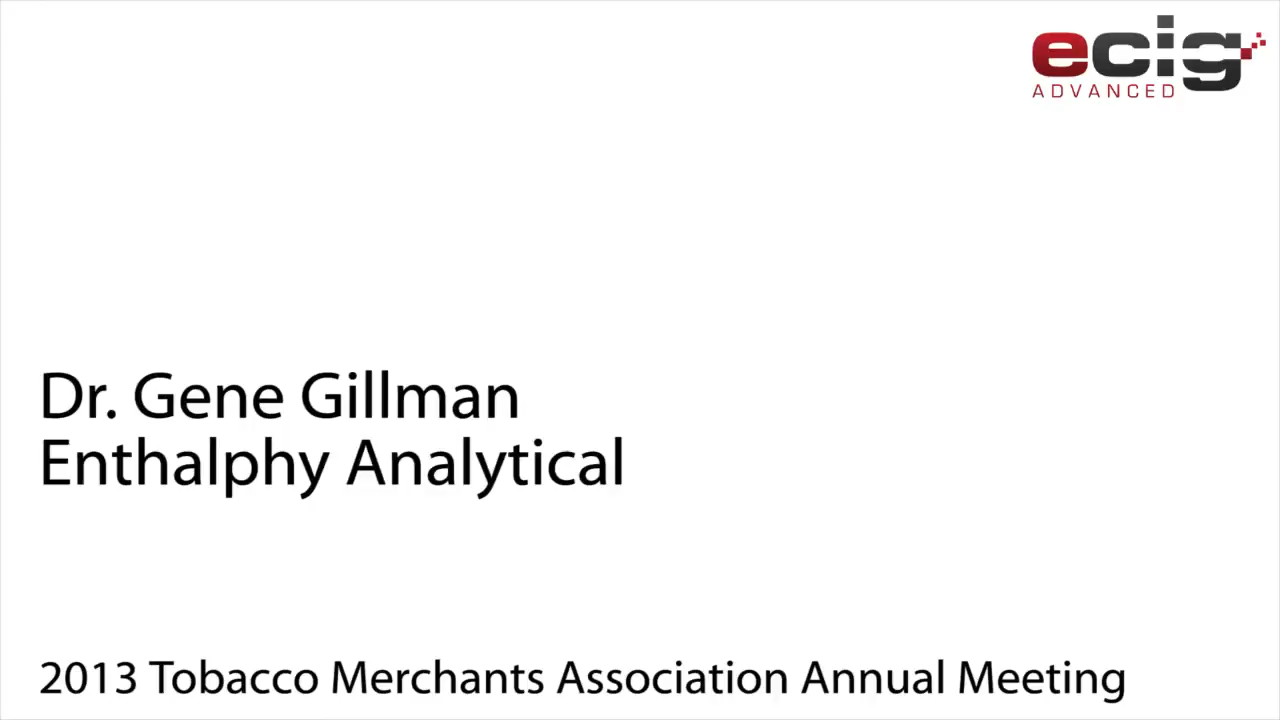 ecig
ADVANCED
Dr. Gene Gillman
Enthalphy Analytical
2013 Tobacco Merchants Association Annual Meeting